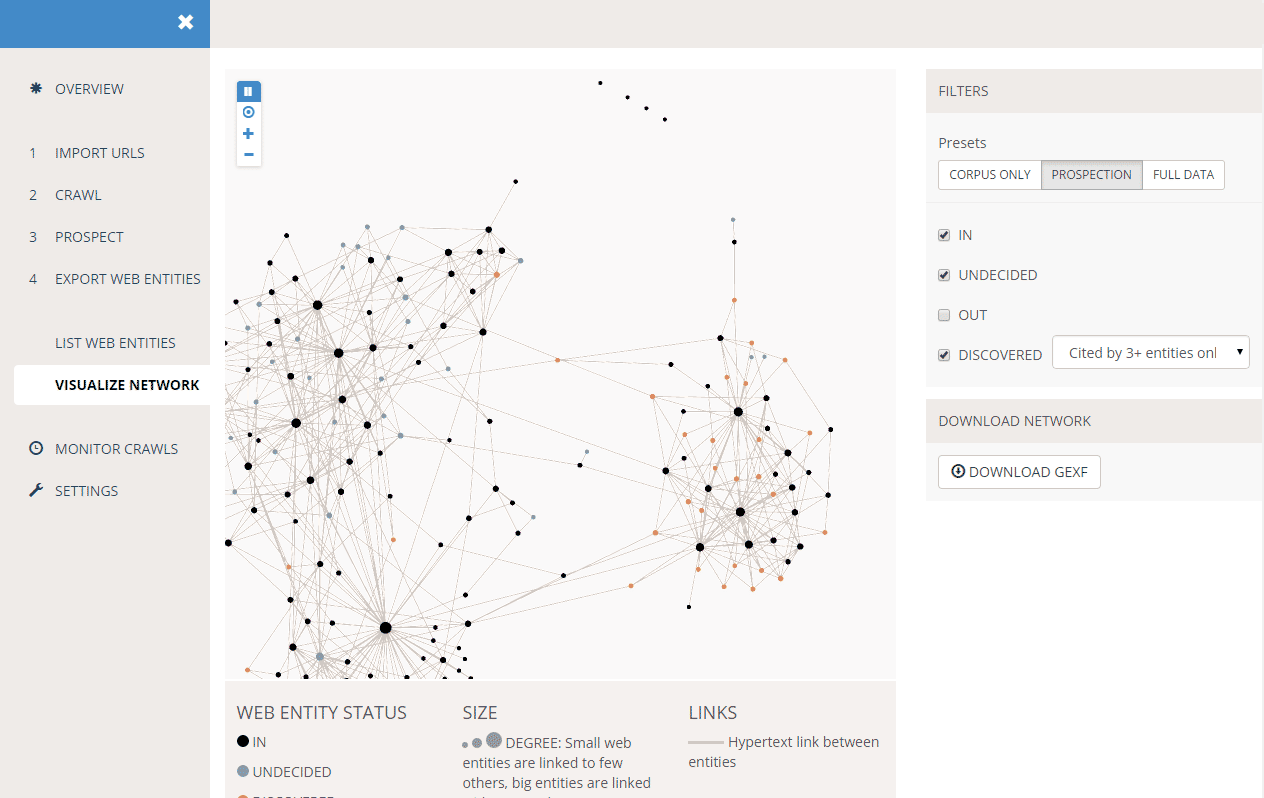 OVERVIEW
1 IMPORT URLS
2 CRAWL
3 PROSPECT
4 EXPORT WEB ENTITIES
LIST WEB ENTITIES
VISUALIZE NETWORK
MONITOR CRAWLS
SETTINGS
FILTERS
Presets
CORPUS ONLY PROSPECTION FULL DATA
IN
UNDECIDED
OUT
DISCOVERED Cited by 3+ entities onl
DOWNLOAD NETWORK
DOWNLOAD GEXF
WEB ENTITY STATUS
IN
UNDECIDED
SIZE
DEGREE: Small web
entities are linked to few
others, big entities are linked
LINKS
Hypertext link between
entities